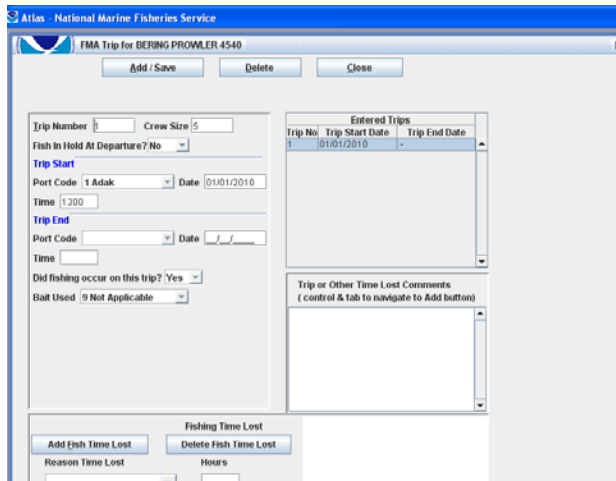 Atlas - National Marine Fisheries Service
FMA Trip for BERING PROWLER 4540
Add / Save Delete Close
Trip Number 1 Crew Size 5
Fish In Hold At Departure? No
Trip Start
Port Code 1 Adak Date 01/01/2010
Time 1300
Trip End
Port Code Date __/__/____
Time
Did fishing occur on this trip? Yes
Bait Used 9 Not Applicable
Entered Trips
Trip No Trip Start Date Trip End Date
1 01/01/2010 -
Trip or Other Time Lost Comments
( control & tab to navigate to Add button)
Fishing Time Lost
Add Fish Time Lost Delete Fish Time Lost
Reason Time Lost Hours